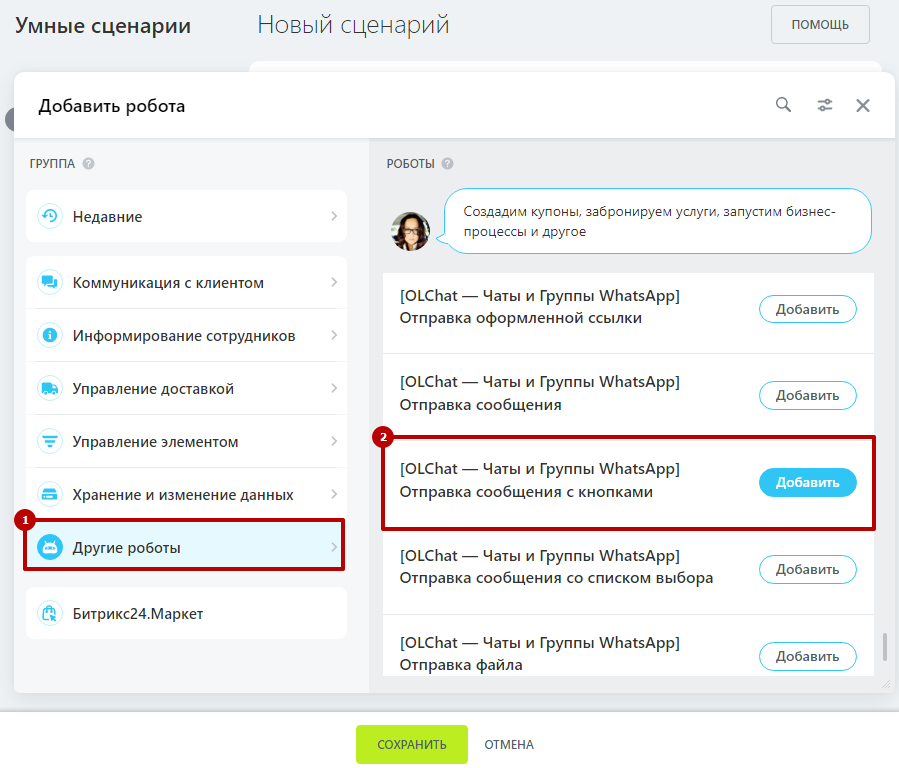 Умные сценарии
Новый сценарий
ПОМОЩЬ
Добавить робота
ГРУППА ?
Недавние
Коммуникация с клиентом
Информирование сотрудников
Управление доставкой
Управление элементом
Хранение и изменение данных
1
Другие роботы
Битрикс24.Маркет
РОБОТЫ ?
Создадим купоны, забронируем услуги, запустим бизнес-
процессы и другое
[OLChat — Чаты и Группы WhatsApp]
Отправка оформленной ссылки
Добавить
[OLChat — Чаты и Группы WhatsApp]
Отправка сообщения
Добавить
2
[OLChat — Чаты и Группы WhatsApp]
Отправка сообщения с кнопками
Добавить
[OLChat — Чаты и Группы WhatsApp]
Отправка сообщения со списком выбора
Добавить
[OLChat — Чаты и Группы WhatsApp]
Отправка файла
Добавить
СОХРАНИТЬ
ОТМЕНА